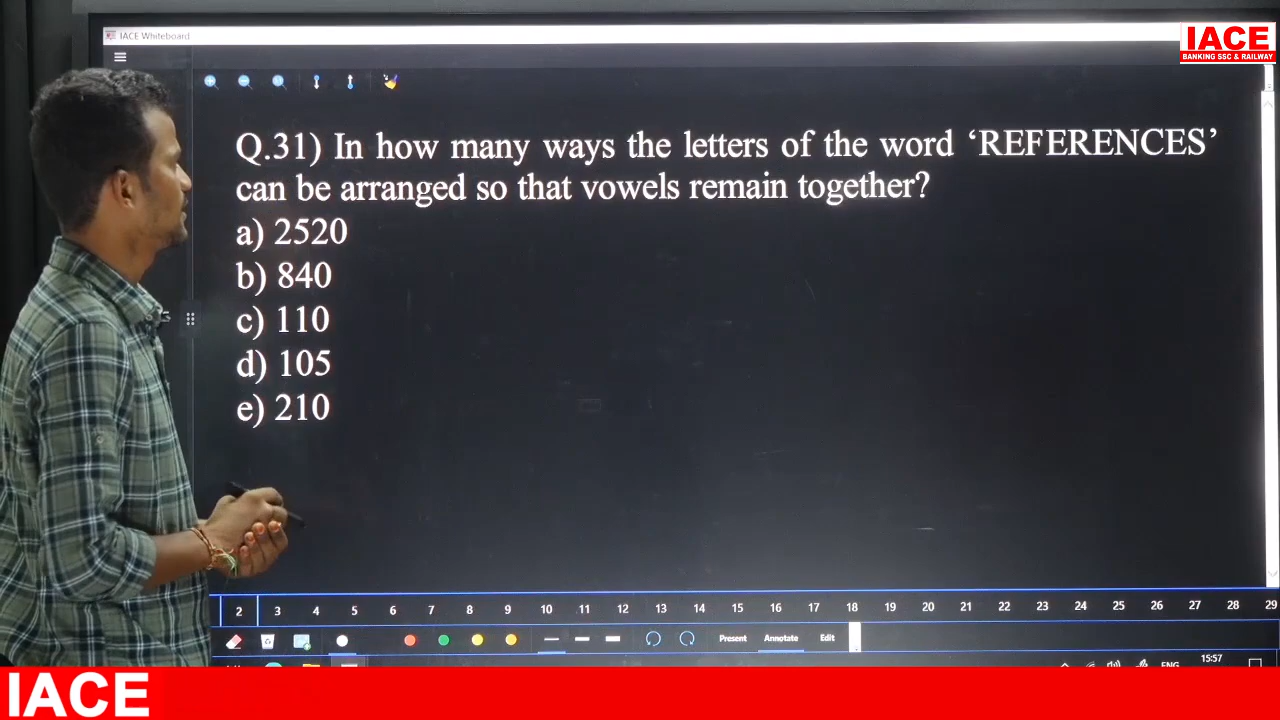 IACE Whiteboard
IACE
BANKING SSC & RAILWAY
Q.31) In how many ways the letters of the word ‘REFERENCES’
can be arranged so that vowels remain together?
a) 2520
b) 840
c) 110
d) 105
e) 210
2 3 4 5 6 7 8 9 10 11 12 13 14 15 16 17 18 19 20 21 22 23 24 25 26 27 28 29
Present Annotate Edit
15:57
ENG
IACE